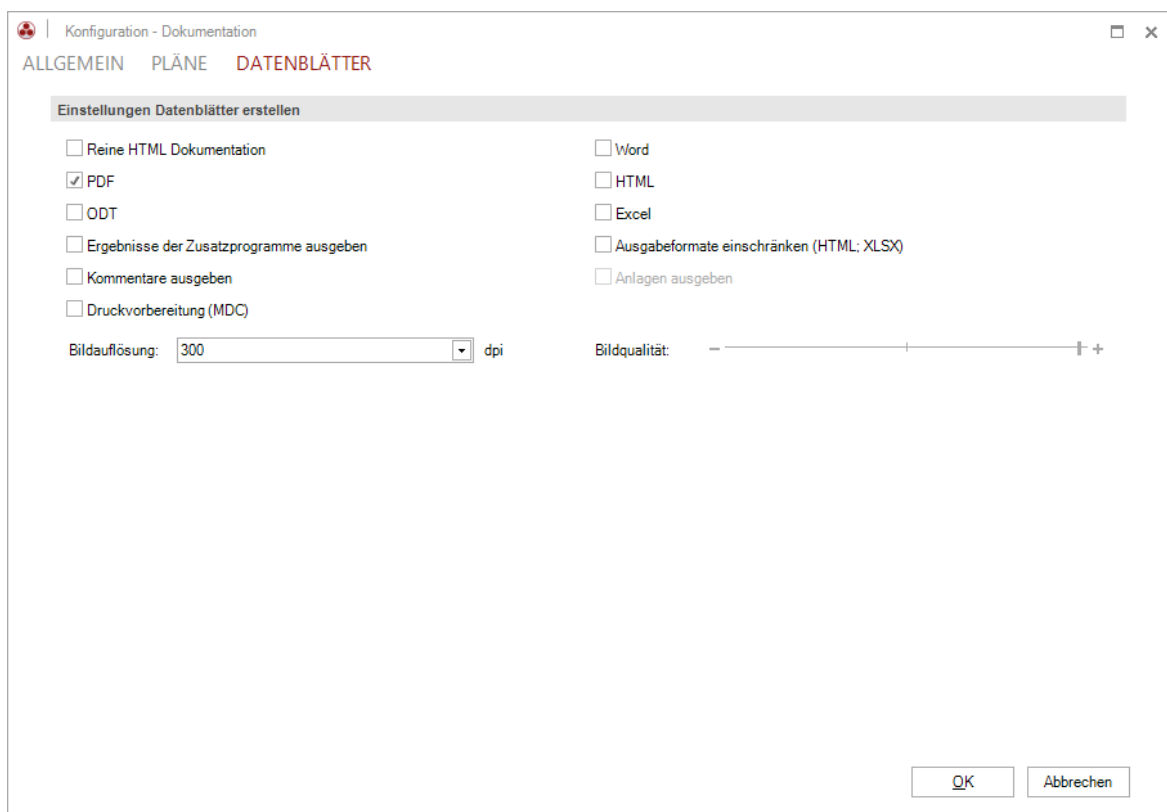 Konfiguration - Dokumentation
ALLGEMEIN PLÄNE DATENBLÄTTER
Einstellungen Datenblätter erstellen
Reine HTML Dokumentation Word
PDF HTML
ODT Excel
Ergebnisse der Zusatzprogramme ausgeben Ausgabeformate einschränken (HTML; XLSX)
Kommentare ausgeben Anlagen ausgeben
Druckvorbereitung (MDC)
Bildauflösung: 300 dpi Bildqualität:
OK Abbrechen